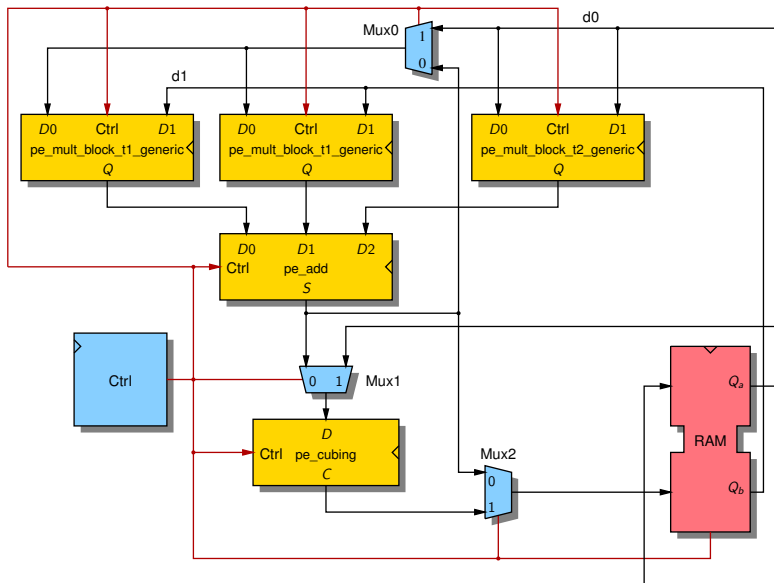 d0
Mux0
1
0
d1
D0 Ctrl D1
pe_mult_block_t1_generic
Q
D0 D1
pe_mult_block_t1_generic
Q
D0 Ctrl D1
pe_mult_block_t2_generic
Q
D0 D1 D2
Ctrl pe_add
S
Ctrl
0 1
Mux1
D
Ctrl pe_cubing
C
Mux2
0
1
Qa
RAM
Qb